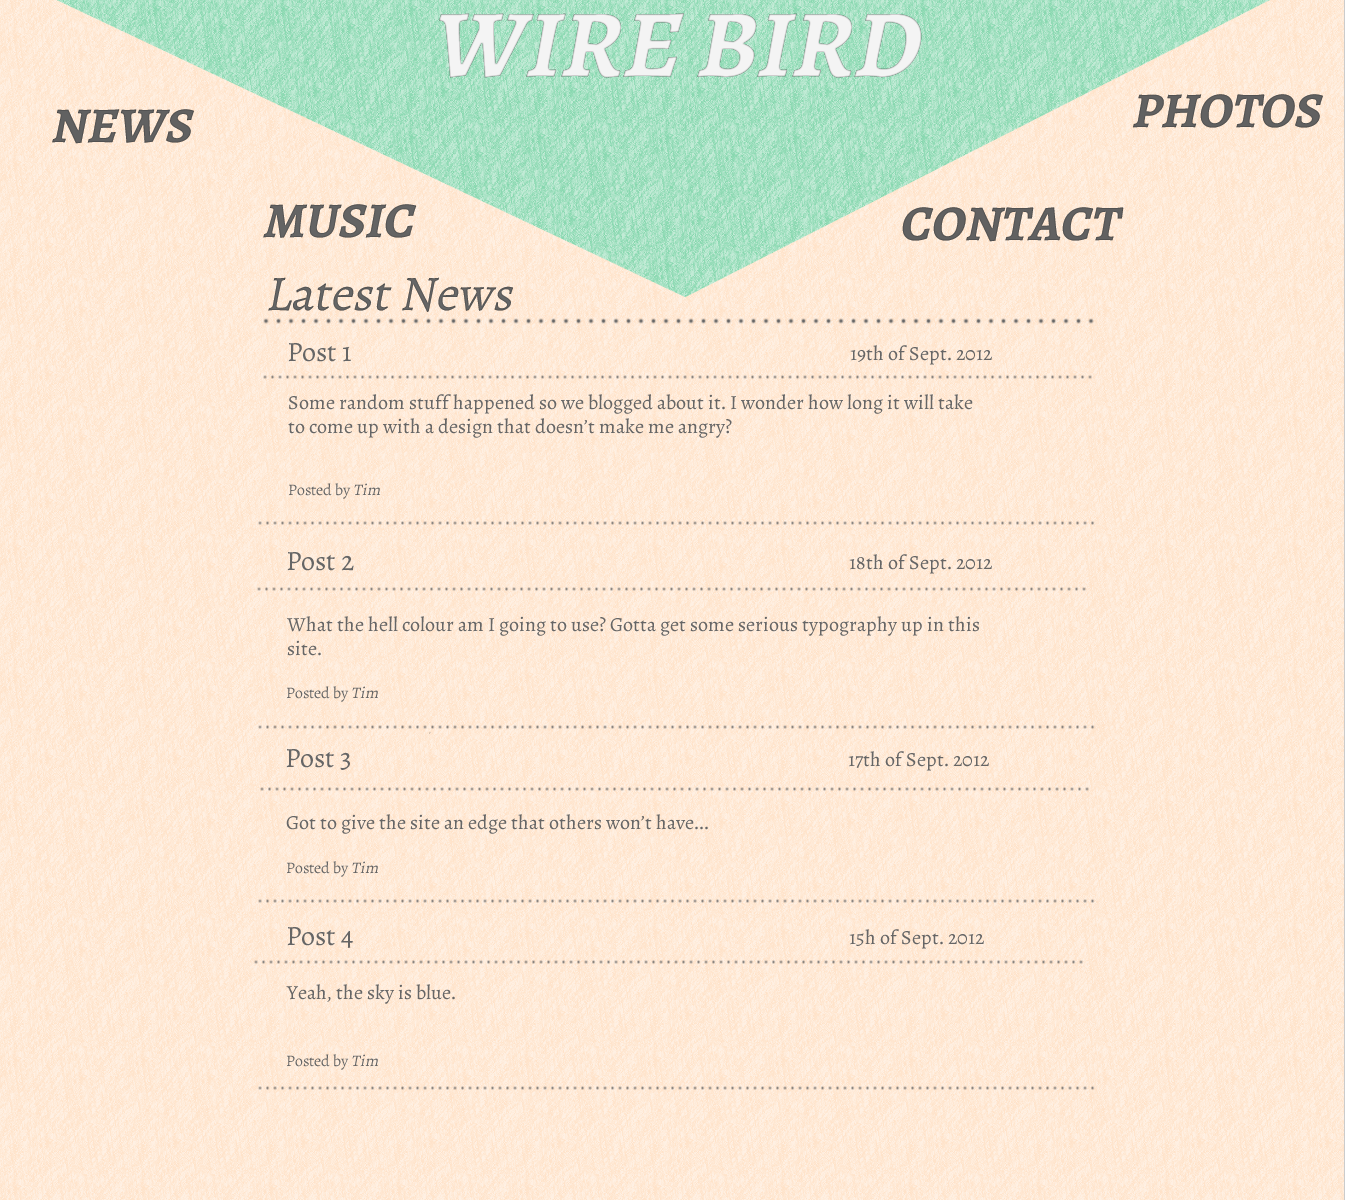 WIRE BIRD
NEWS
PHOTOS
MUSIC
CONTACT
Latest News
Post 1
19th of Sept. 2012
Some random stuff happened so we blogged about it. I wonder how long it will take
to come up with a design that doesn’t make me angry?
Posted by Tim
Post 2
18th of Sept. 2012
What the hell colour am I going to use? Gotta get some serious typography up in this
site.
Posted by Tim
Post 3
17th of Sept. 2012
Got to give the site an edge that others won’t have...
Posted by Tim
Post 4
15h of Sept. 2012
Yeah, the sky is blue.
Posted by Tim